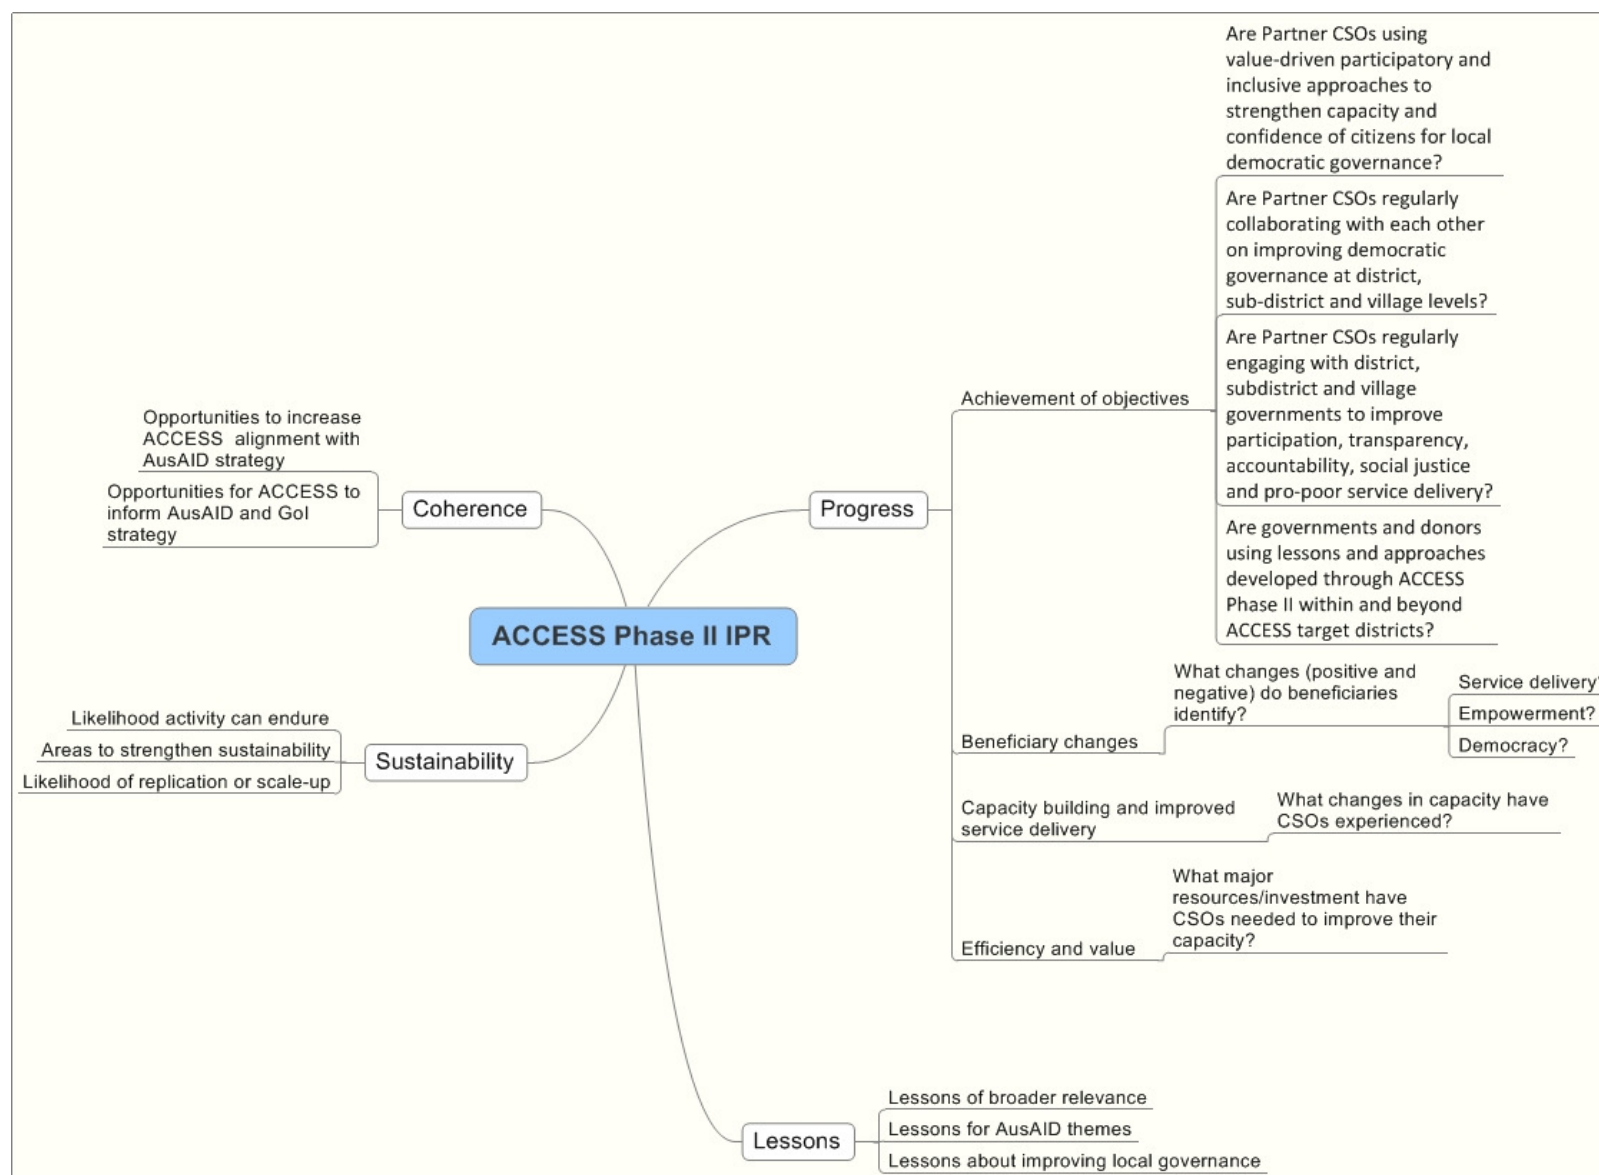 ACCESS Phase II IPR
Progress
Achievement of objectives
Are Partner CSOs using
value-driven participatory and
inclusive approaches to
strengthen capacity and
confidence of citizens for local
democratic governance?
Are Partner CSOs regularly
collaborating with each other
on improving democratic
governance at district,
sub-district and village levels?
Are Partner CSOs regularly
engaging with district,
subdistrict and village
governments to improve
participation, transparency,
accountability, social justice
and pro-poor service delivery?
Are governments and donors
using lessons and approaches
developed through ACCESS
Phase II within and beyond
ACCESS target districts?
Beneficiary changes
What changes (positive and
negative) do beneficiaries
identify?
Service delivery?
Empowerment?
Democracy?
Capacity building and improved
service delivery
What changes in capacity have
CSOs experienced?
Efficiency and value
What major
resources/investment have
CSOs needed to improve their
capacity?
Lessons
Lessons of broader relevance
Lessons for AusAID themes
Lessons about improving local governance
Sustainability
Likelihood activity can endure
Areas to strengthen sustainability
Likelihood of replication or scale-up
Coherence
Opportunities to increase
ACCESS  alignment with
AusAID strategy
Opportunities for ACCESS to
inform AusAID and GoI
strategy